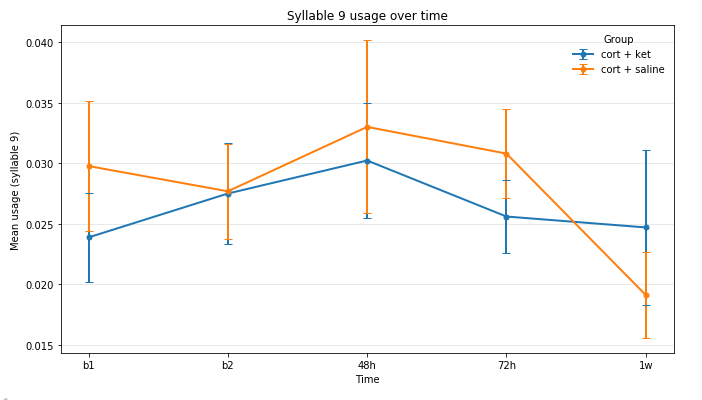 Syllable 9 usage over time
Group
cort + ket
cort + saline
Mean usage (syllable 9)
0.040
0.035
0.030
0.025
0.020
0.015
b1 b2 48h 72h 1w
Time